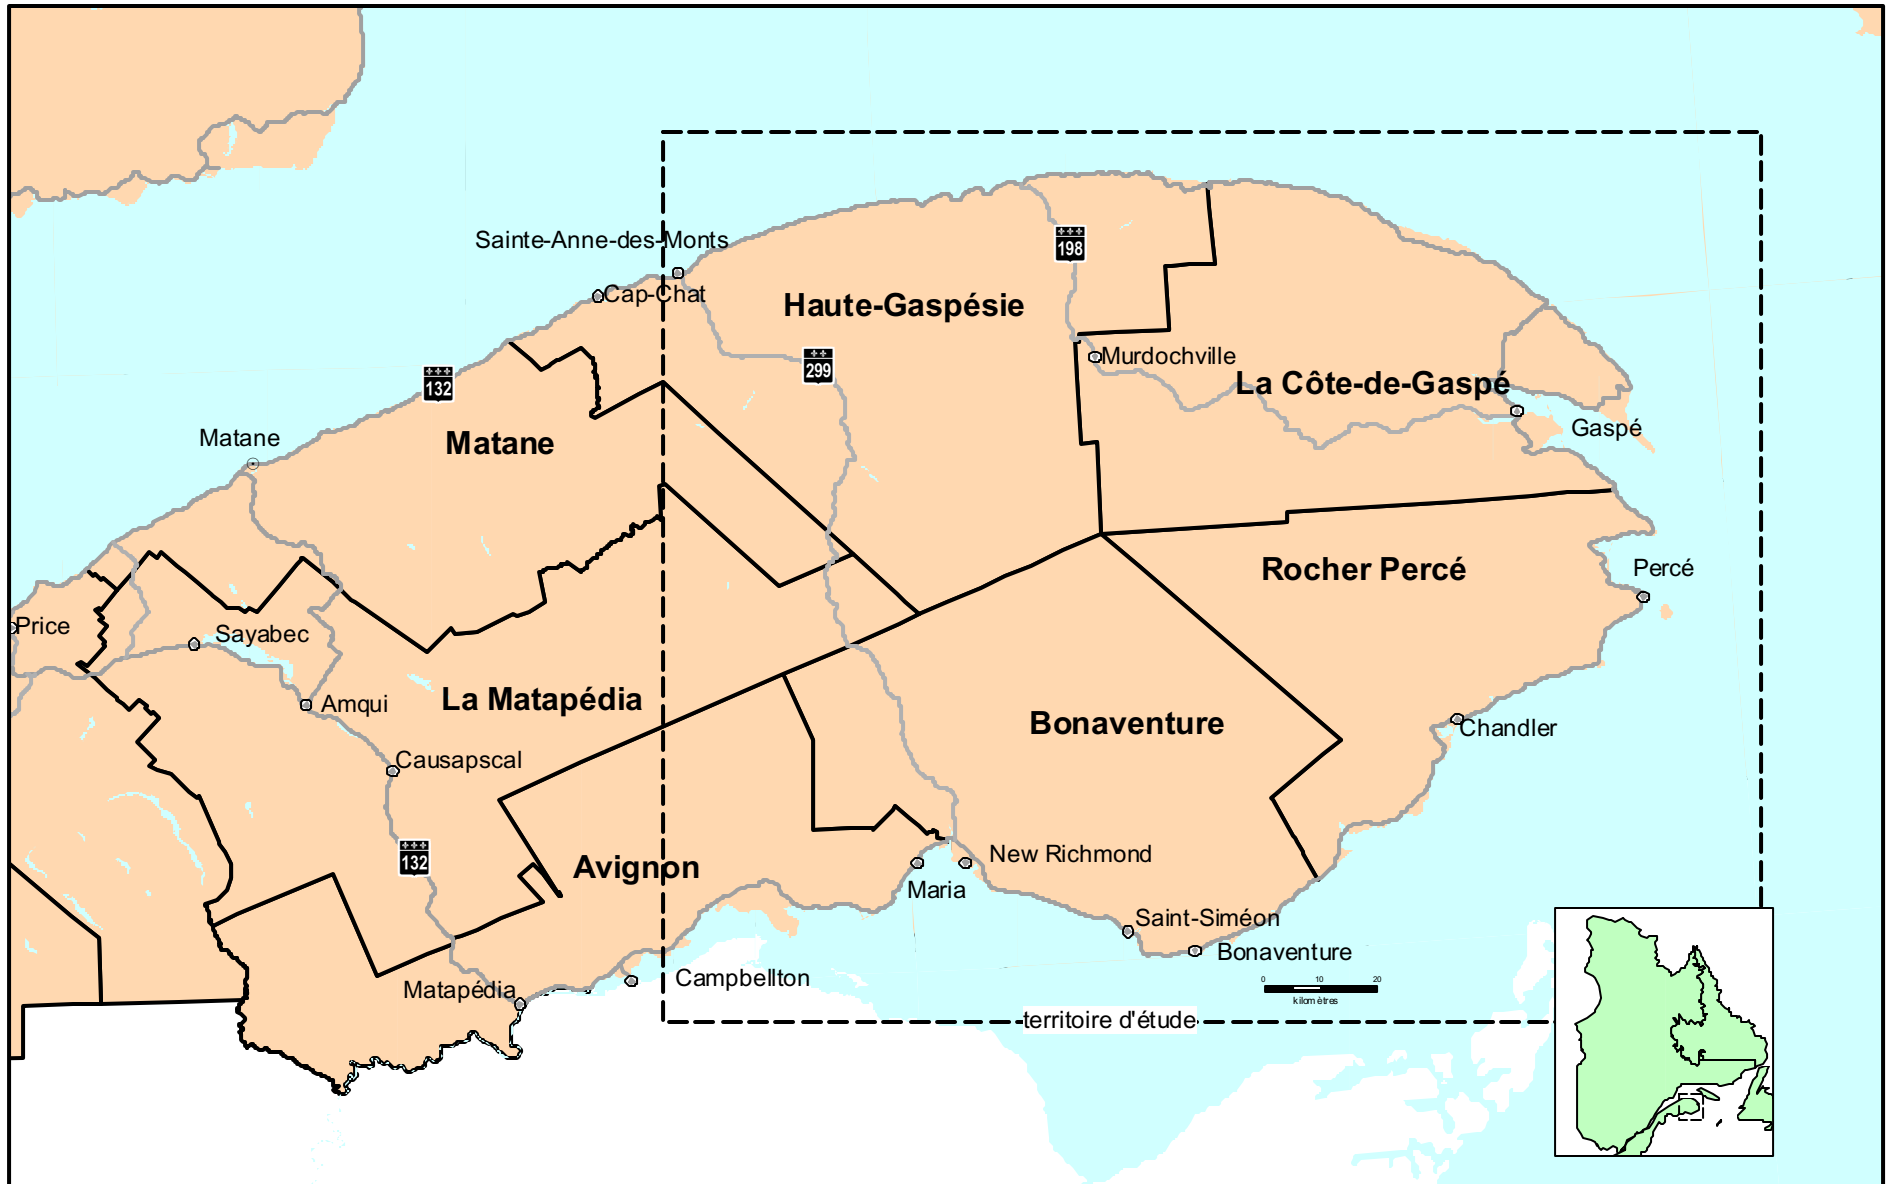 Sainte-Anne-des-Monts
198
Cap-Chat
Haute-Gaspésie
Murdochville
299
132
La Côte-de-Gaspé
Gaspé
Matane
Matane
Rocher Percé
Percé
Price
Sayabec
Amqui
La Matapédia
Bonaventure
Chandler
Causapscal
132
Avignon
New Richmond
Maria
Saint-Siméon
Bonaventure
Campbellton
Matapédia
0 10 20
kilomètres
territoire d'étude